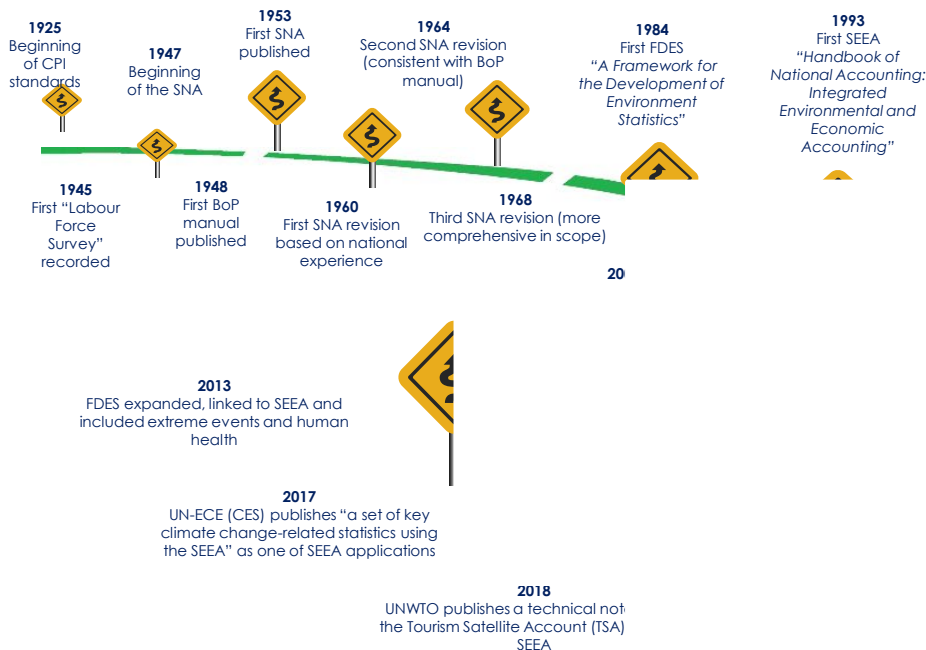 1925
Beginning
of CPI
standards
1947
Beginning
of the SNA
1953
First SNA
published
1964
Second SNA revision
(consistent with BoP
manual)
1984
First FDES
“A Framework for
the Development of
Environment
Statistics”
1993
First SEEA
“Handbook of
National Accounting:
Integrated
Environmental and
Economic
Accounting”
1945
First “Labour
Force
Survey”
recorded
1948
First BoP
manual
published
1960
First SNA revision
based on national
experience
1968
Third SNA revision (more
comprehensive in scope)
2013
FDES expanded, linked to SEEA and
included extreme events and human
health
2017
UN-ECE (CES) publishes “a set of key
climate change-related statistics using
the SEEA” as one of SEEA applications
2018
UNWTO publishes a technical
the Tourism Satellite Account (TSA)
SEEA